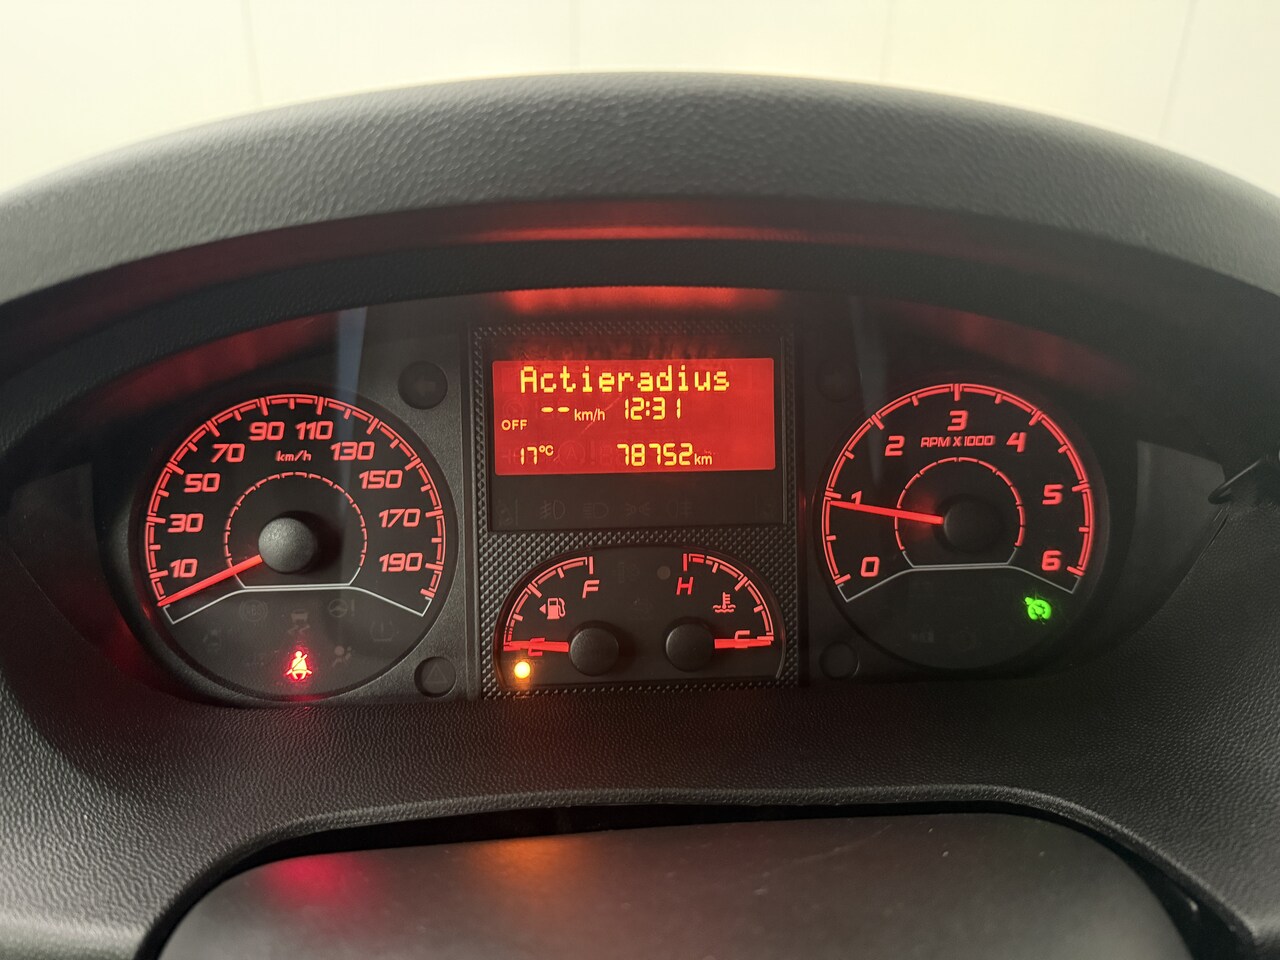 Actieradius
-- km/h 12:31
OFF
17°C 78752 km
10 30 50 70 90 110 130 150 170 190
km/h
F
E
H
C
0 1 2 3 4 5 6
RPM X 1000